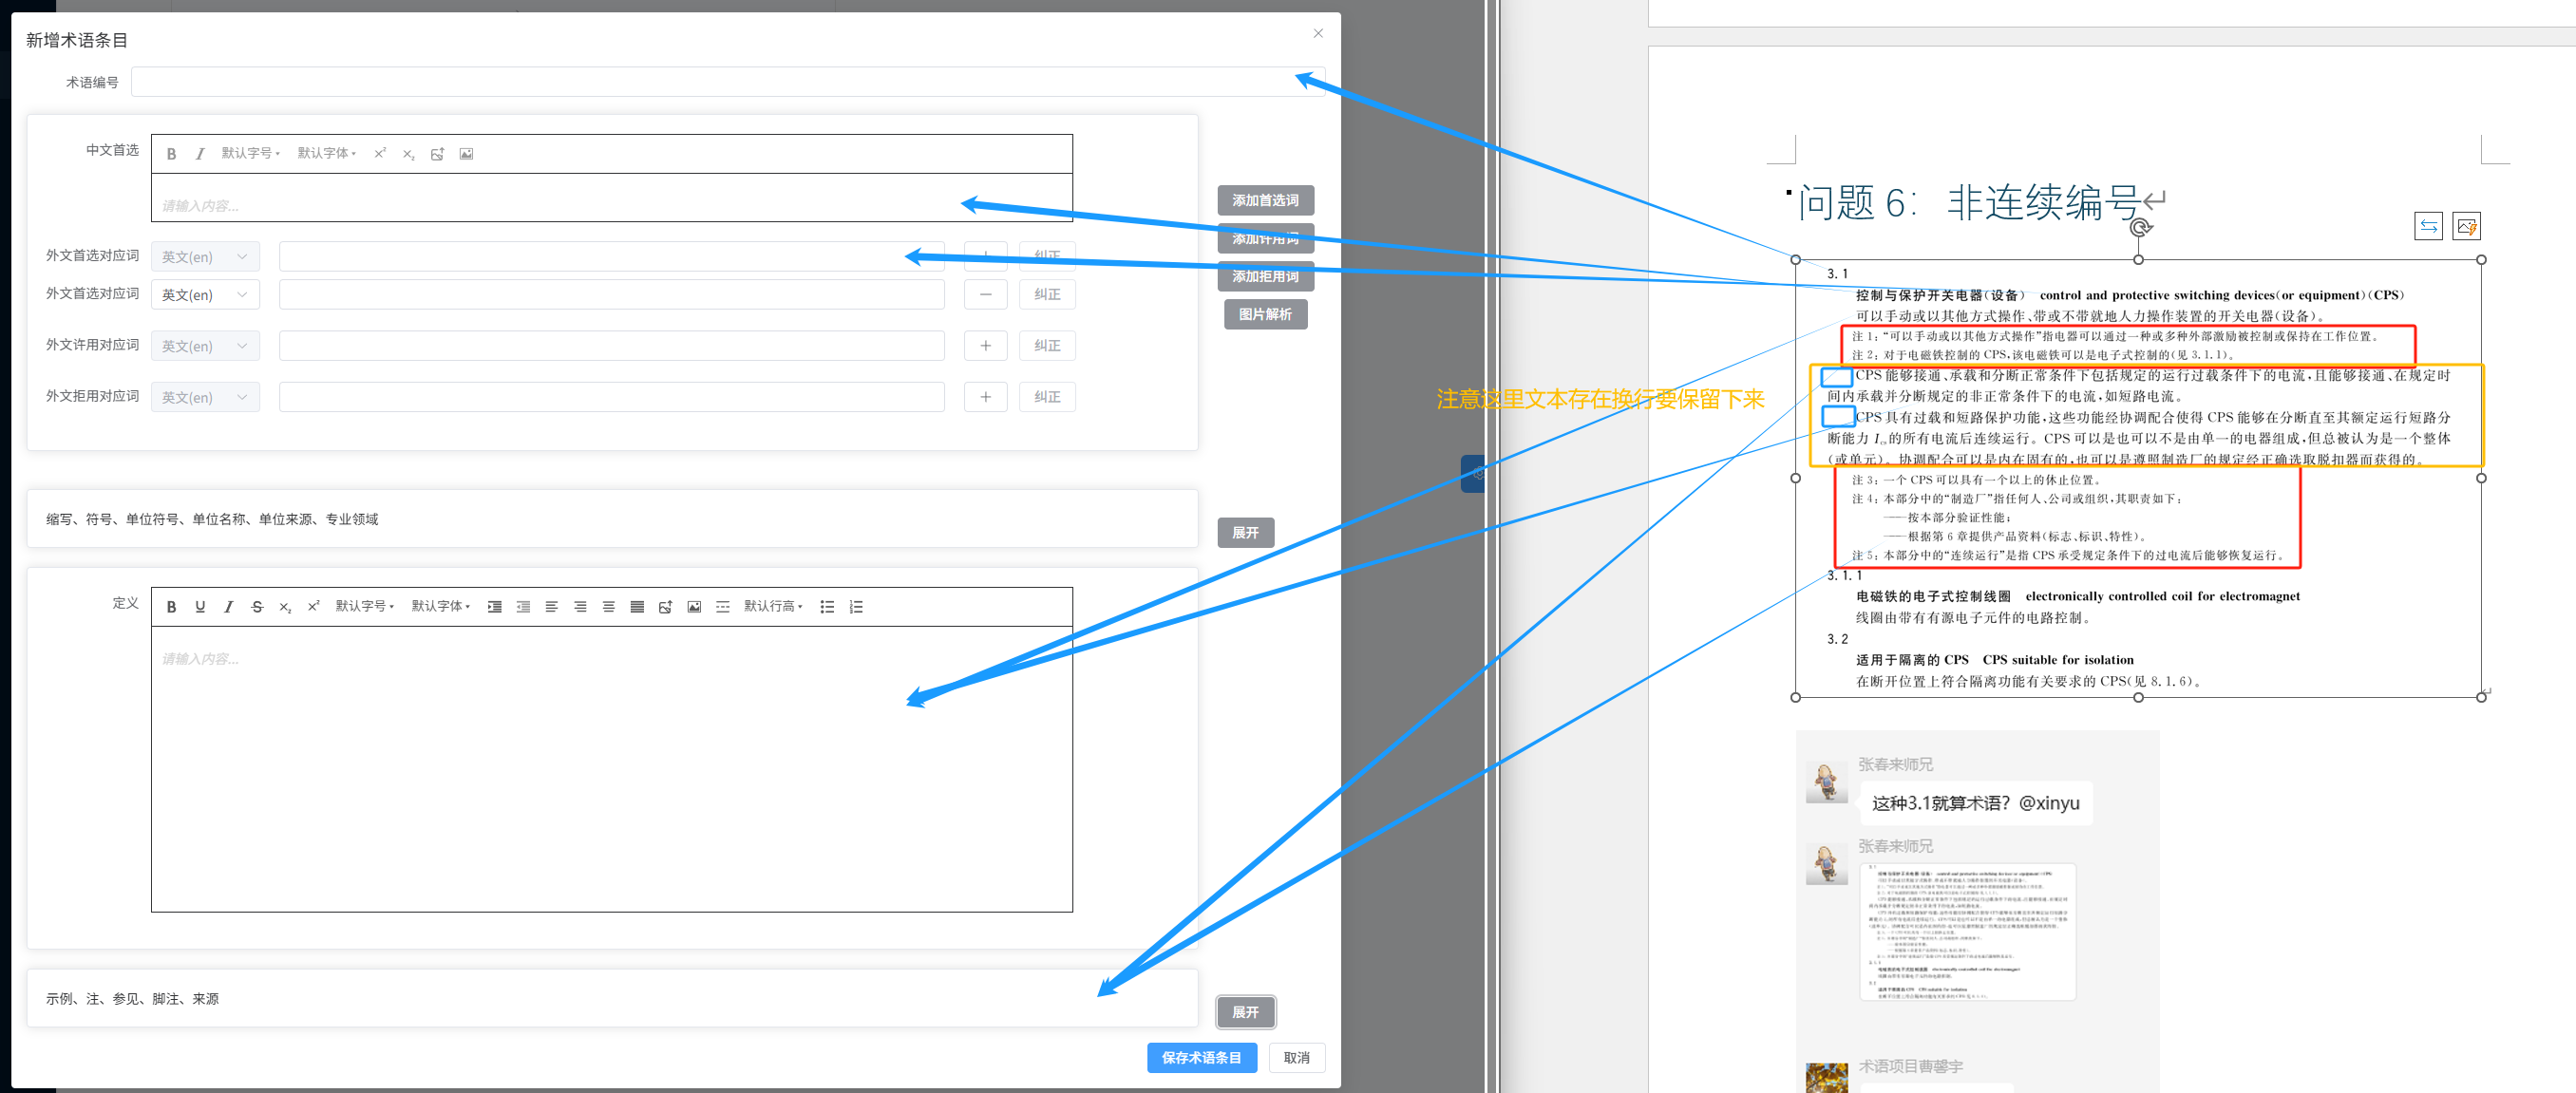 新增术语条目
术语编号
中文首选
B I 默认字号 默认字体 x² x₂
请输入内容...
添加首选词
添加许用词
添加拒用词
图片解析
外文首选对应词 英文(en) + 纠正
外文首选对应词 英文(en) — 纠正
外文许用对应词 英文(en) + 纠正
外文拒用对应词 英文(en) + 纠正
缩写、符号、单位符号、单位名称、单位来源、专业领域
展开
定义
B U I S x₂ x² 默认字号 默认字体 默认行高
请输入内容...
示例、注、参见、脚注、来源
展开
保存术语条目 取消
注意这里文本存在换行要保留下来
问题 6：非连续编号
3.1
控制与保护开关电器(设备) control and protective switching devices(or equipment)(CPS)
可以手动或以其他方式操作、带或不带就地人力操作装置的开关电器(设备)。
注 1："可以手动或以其他方式操作"指电器可以通过一种或多种外部激励被控制或保持在工作位置。
注 2：对于电磁铁控制的 CPS,该电磁铁可以是电子式控制的(见 3.1.1)。
CPS 能够接通、承载和分断正常条件下包括规定的运行过载条件下的电流,且能够接通、在规定时
间内承载并分断规定的非正常条件下的电流,如短路电流。
CPS 具有过载和短路保护功能,这些功能经协调配合使得 CPS 能够在分断直至其额定运行短路分
断能力 I的所有电流后连续运行。CPS 可以是也可以不是由单一的电器组成,但总被认为是一个整体
(或单元)。协调配合可以是内在固有的,也可以是遵照制造厂的规定经正确选取脱扣器而获得的。
注 3：一个 CPS 可以具有一个以上的休止位置。
注 4：本部分中的"制造厂"指任何人、公司或组织,其职责如下：
——按本部分验证性能;
——根据第 6 章提供产品资料(标志、标识、特性)。
注 5：本部分中的"连续运行"是指 CPS 承受规定条件下的过电流后能够恢复运行。
3.1.1
电磁铁的电子式控制线圈 electronically controlled coil for electromagnet
线圈由带有有源电子元件的电路控制。
3.2
适用于隔离的 CPS CPS suitable for isolation
在断开位置上符合隔离功能有关要求的 CPS(见 8.1.6)。
张春来师兄
这种3.1就算术语？@xinyu
张春来师兄
术语项目曹馨宇